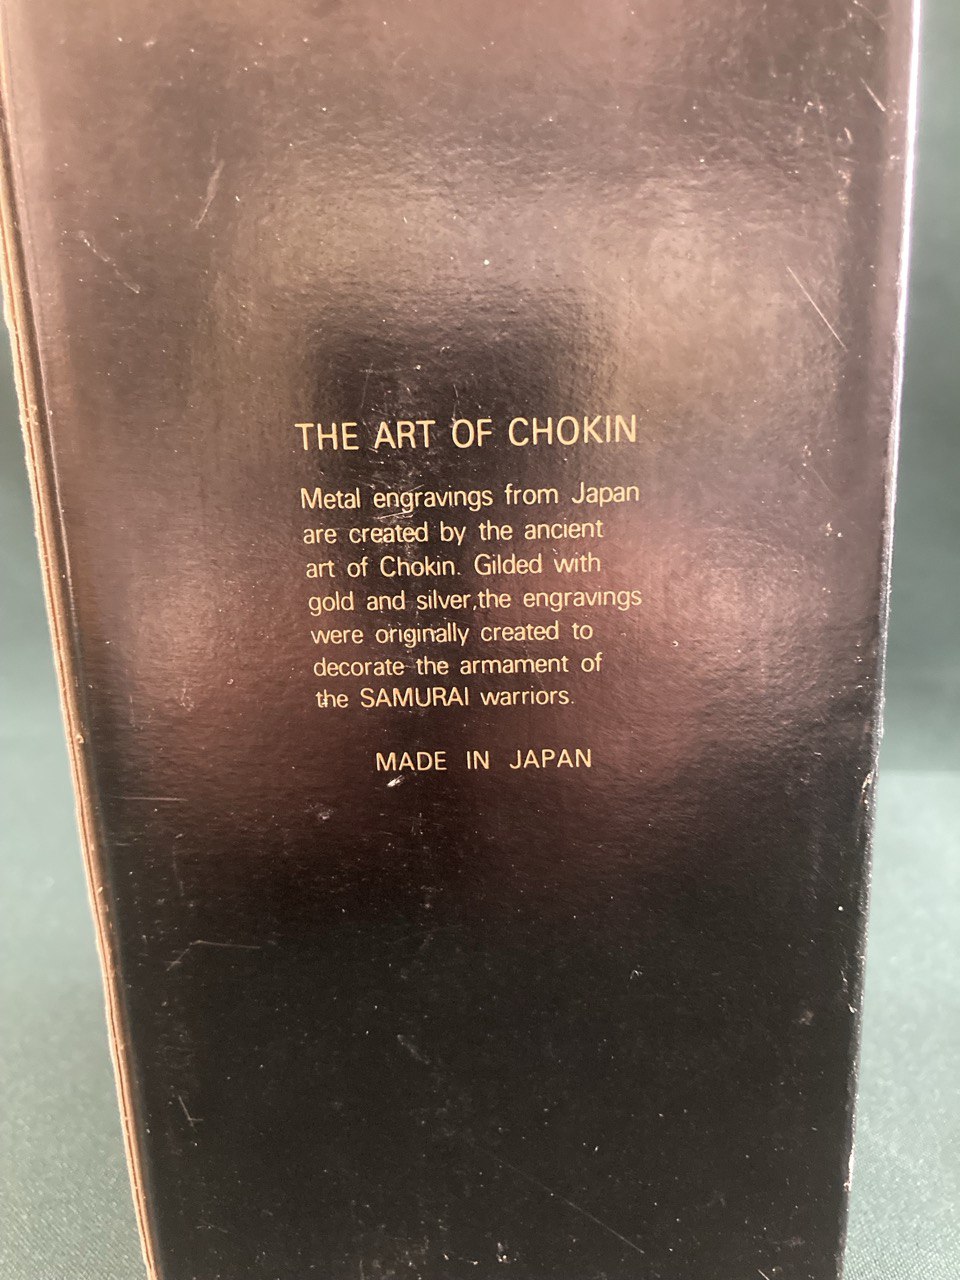 THE ART OF CHOKIN
Metal engravings from Japan
are created by the ancient
art of Chokin. Gilded with
gold and silver,the engravings
were originally created to
decorate the armament of
the SAMURAI warriors.
MADE IN JAPAN